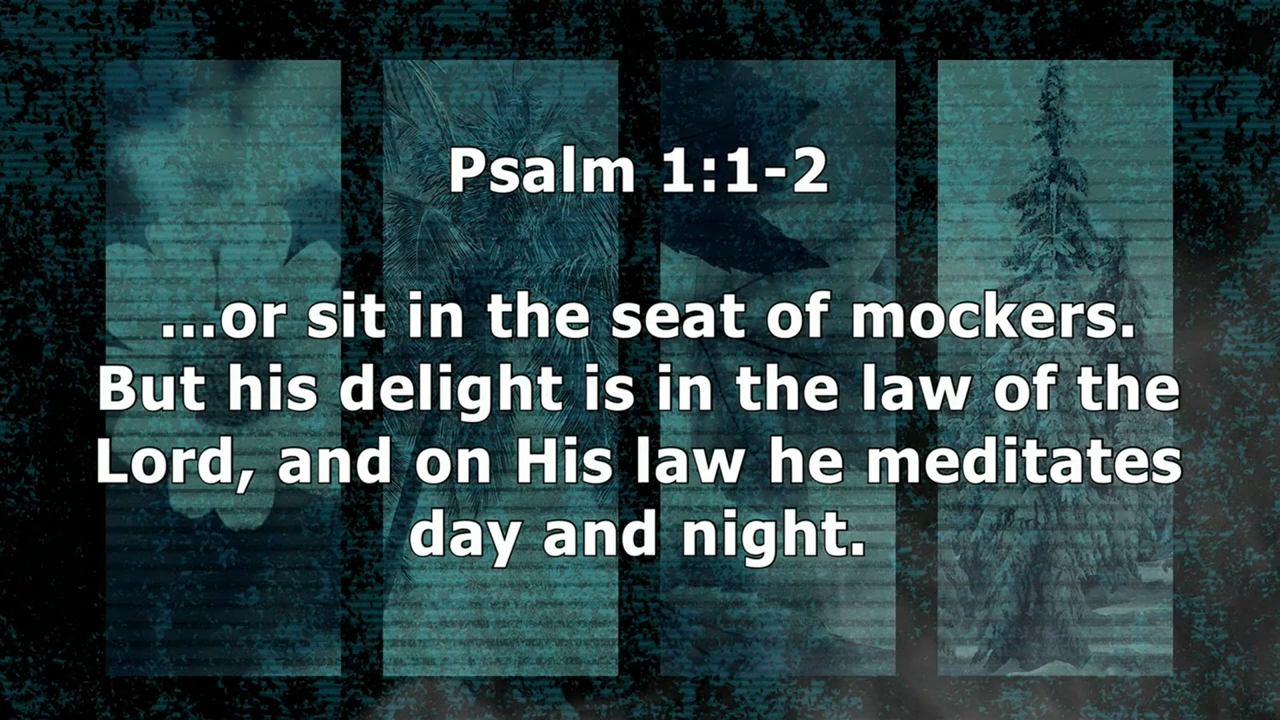 Psalm 1:1-2
...or sit in the seat of mockers.
But his delight is in the law of the
Lord, and on His law he meditates
day and night.